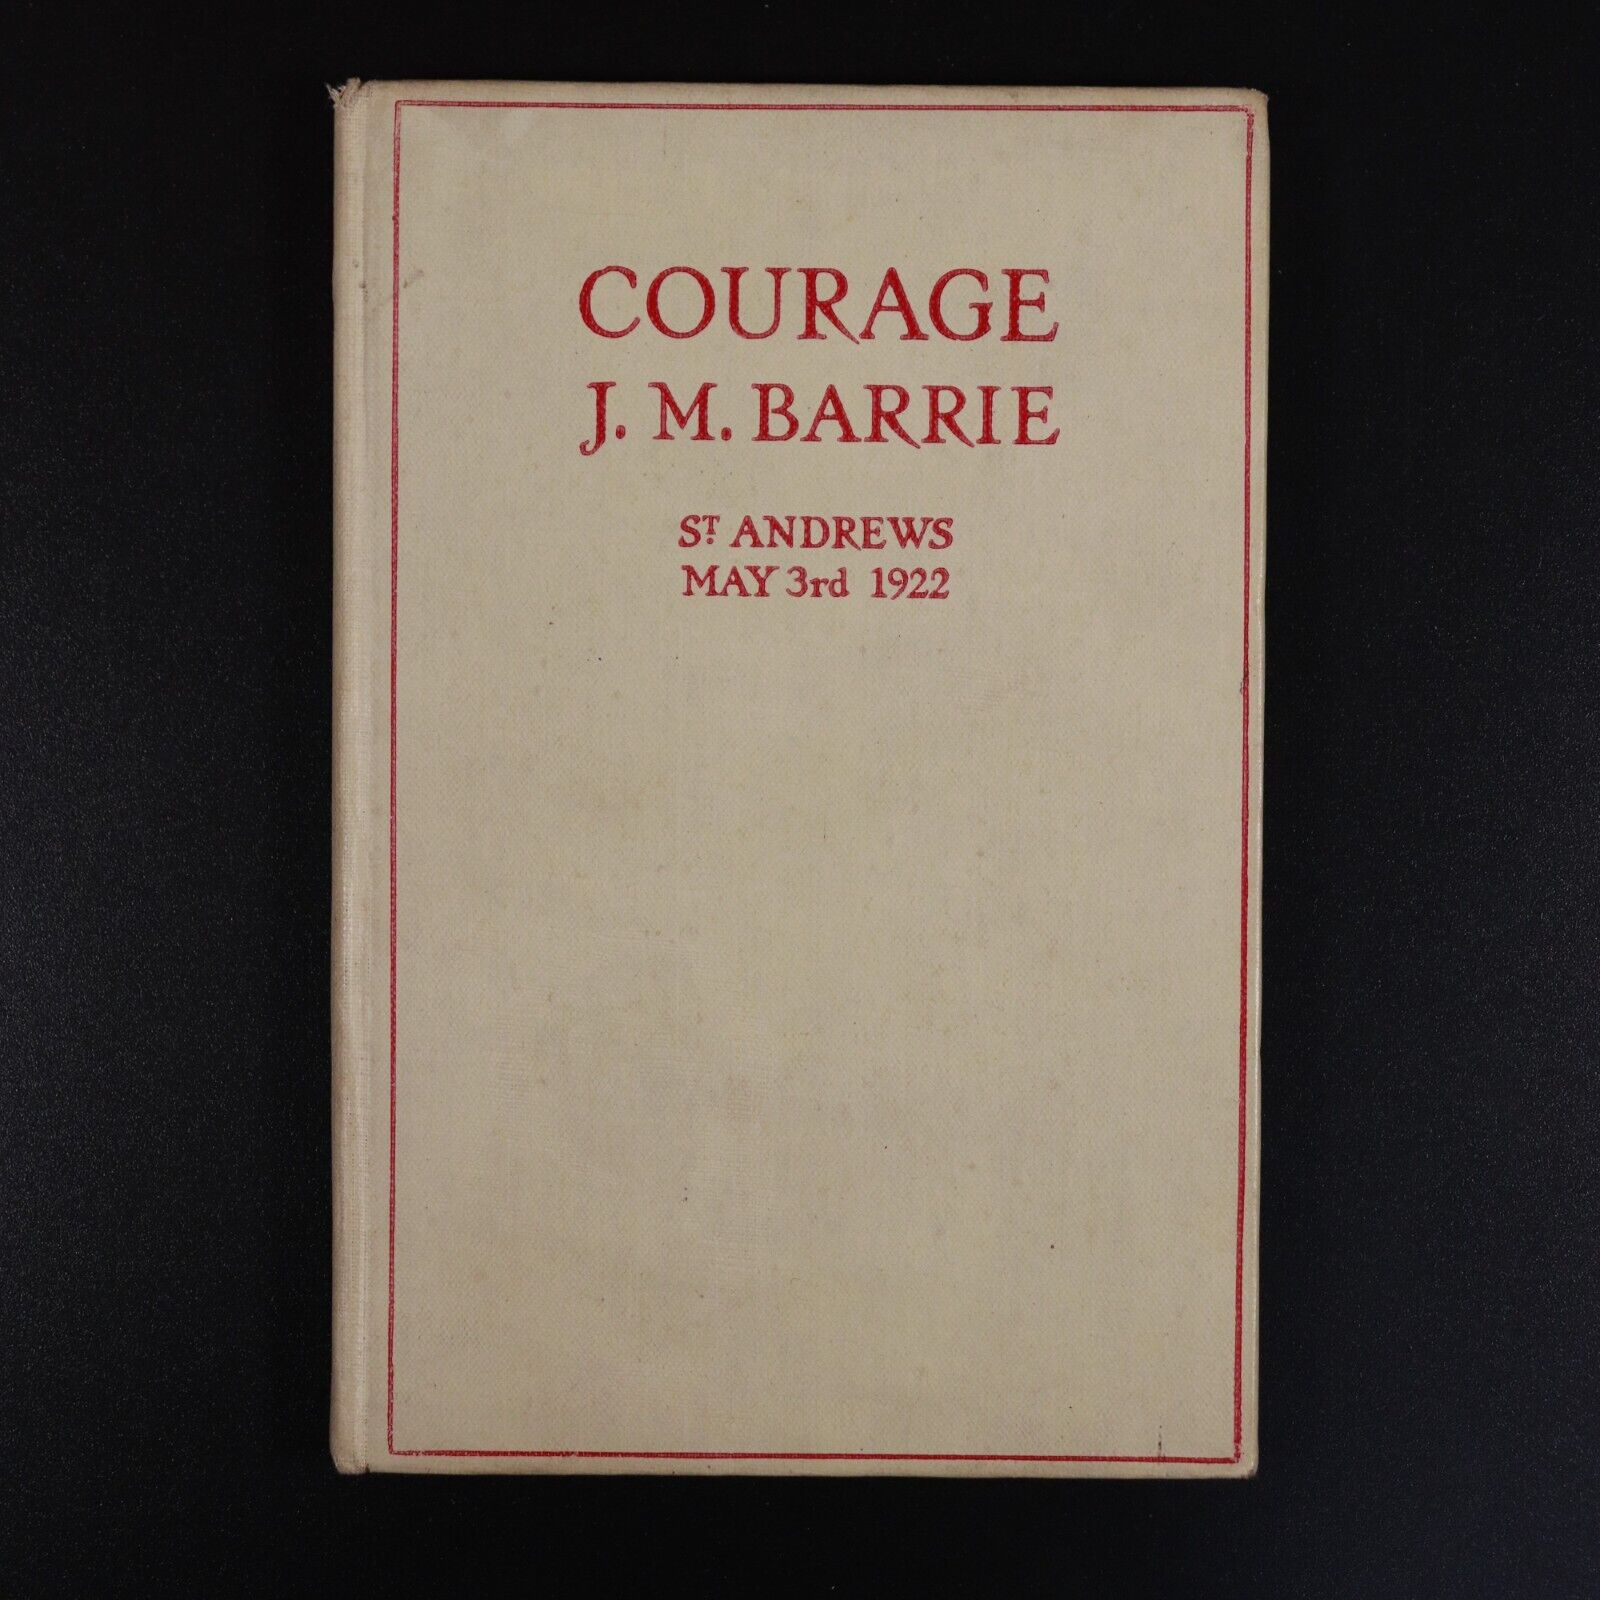 COURAGE
J. M. BARRIE
ST. ANDREWS
MAY 3rd 1922